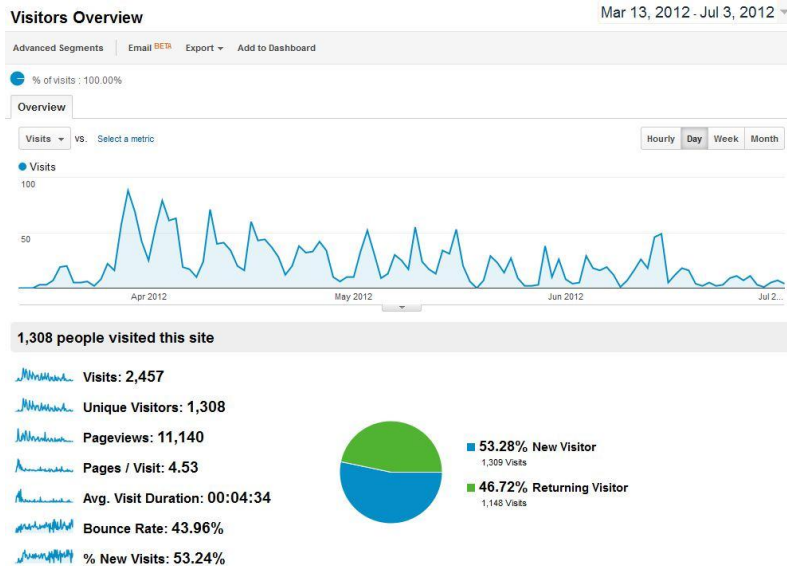 Visitors Overview
Mar 13, 2012 - Jul 3, 2012
Advanced Segments Email BETA Export Add to Dashboard
% of visits : 100.00%
Overview
Visits VS. Select a metric
Hourly Day Week Month
Visits
100
50
Apr 2012 May 2012 Jun 2012 Jul 2...
1,308 people visited this site
Visits: 2,457
Unique Visitors: 1,308
Pageviews: 11,140
Pages / Visit: 4.53
Avg. Visit Duration: 00:04:34
Bounce Rate: 43.96%
% New Visits: 53.24%
53.28% New Visitor
1,309 Visits
46.72% Returning Visitor
1,148 Visits